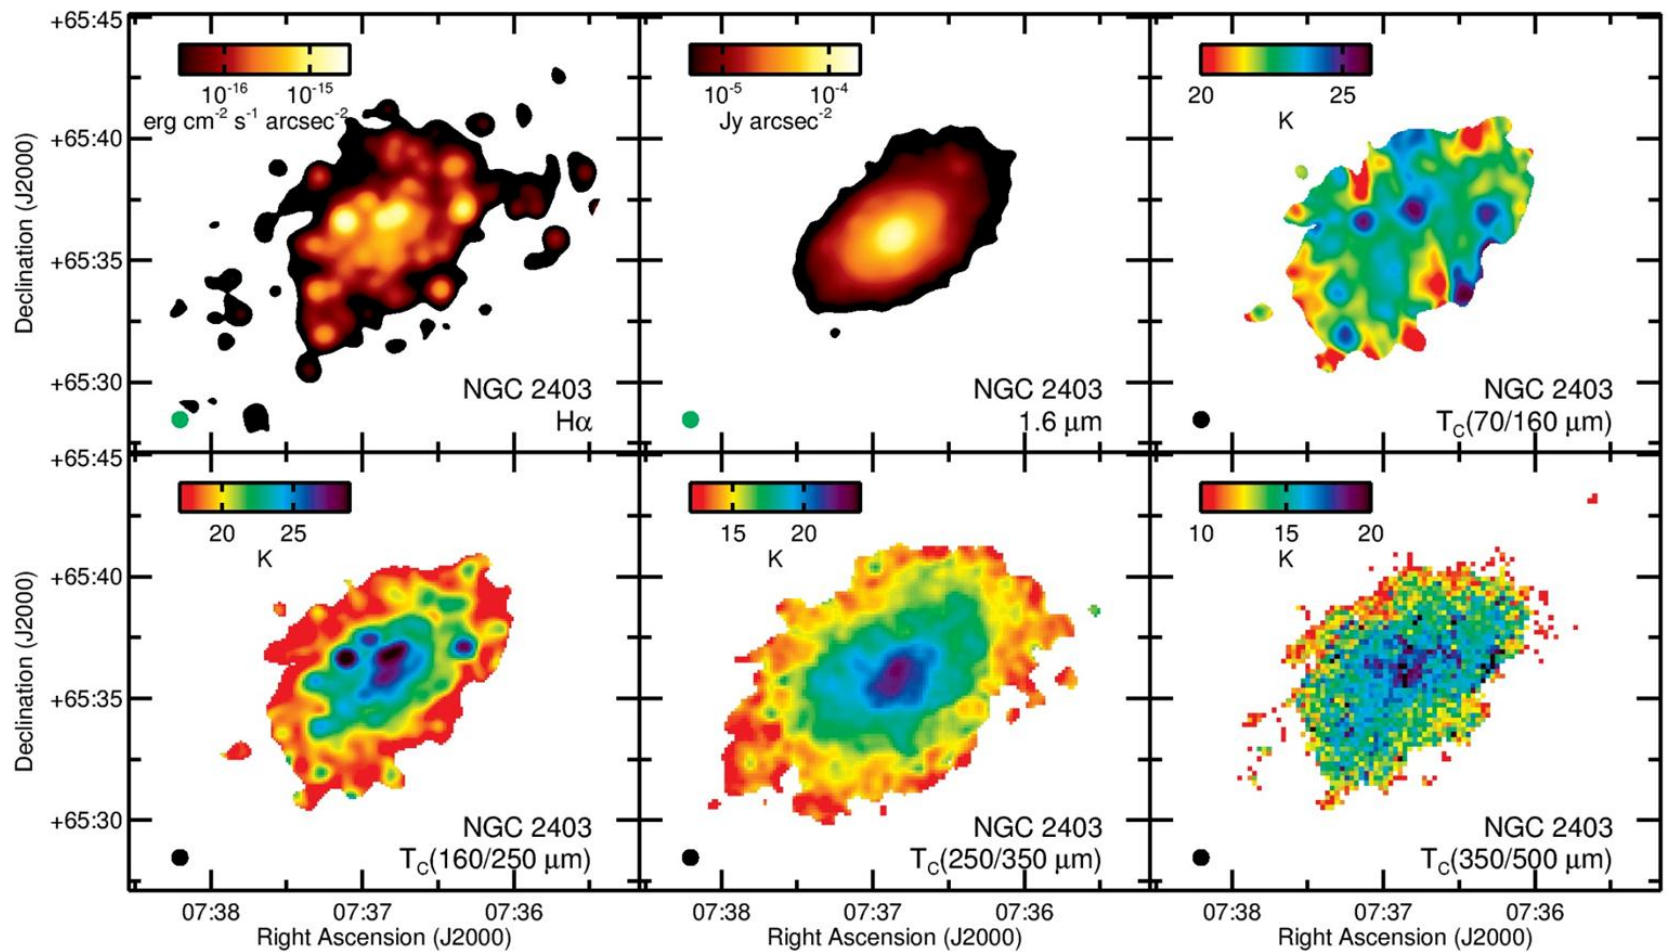 +65:45
10⁻¹⁶ 10⁻¹⁵
erg cm⁻² s⁻¹ arcsec⁻²
10⁻⁵ 10⁻⁴
Jy arcsec⁻²
20 25
K
+65:40
+65:35
+65:30
Declination (J2000)
NGC 2403
Hα
NGC 2403
1.6 μm
NGC 2403
T_C(70/160 μm)
+65:45
20 25
K
15 20
K
10 15 20
K
+65:40
+65:35
+65:30
Declination (J2000)
NGC 2403
T_C(160/250 μm)
NGC 2403
T_C(250/350 μm)
NGC 2403
T_C(350/500 μm)
07:38 07:37 07:36
Right Ascension (J2000)
07:38 07:37 07:36
Right Ascension (J2000)
07:38 07:37 07:36
Right Ascension (J2000)